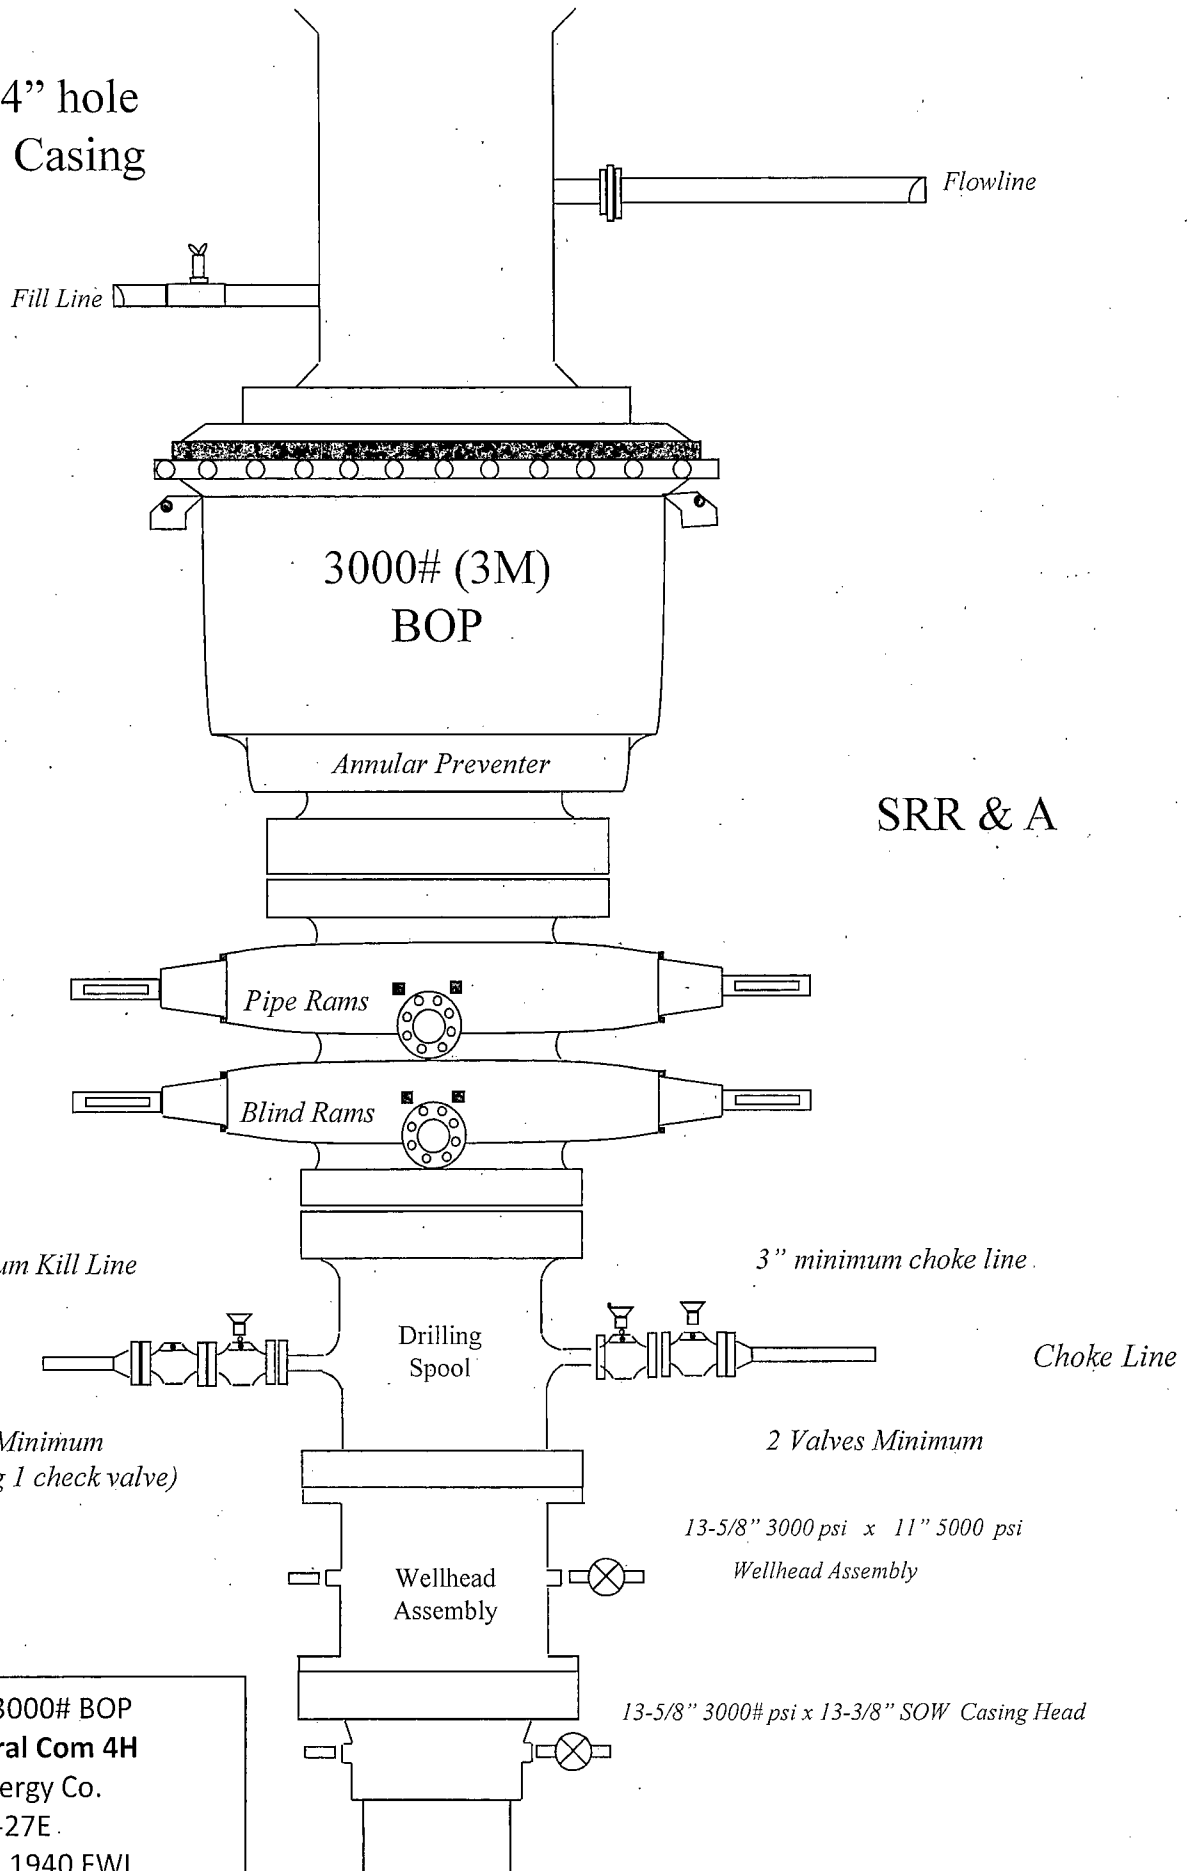 4” hole
Casing
Flowline
Fill Line
3000# (3M)
BOP
Annular Preventer
SRR & A
Pipe Rams
Blind Rams
Kill Line
3” minimum choke line
Drilling
Spool
Choke Line
Minimum
1 check valve)
2 Valves Minimum
13-5/8” 3000 psi x 11” 5000 psi
Wellhead Assembly
Wellhead
Assembly
13-5/8” 3000# psi x 13-3/8” SOW Casing Head
3000# BOP
Com 4H
Co.
-27E
1940 FWL